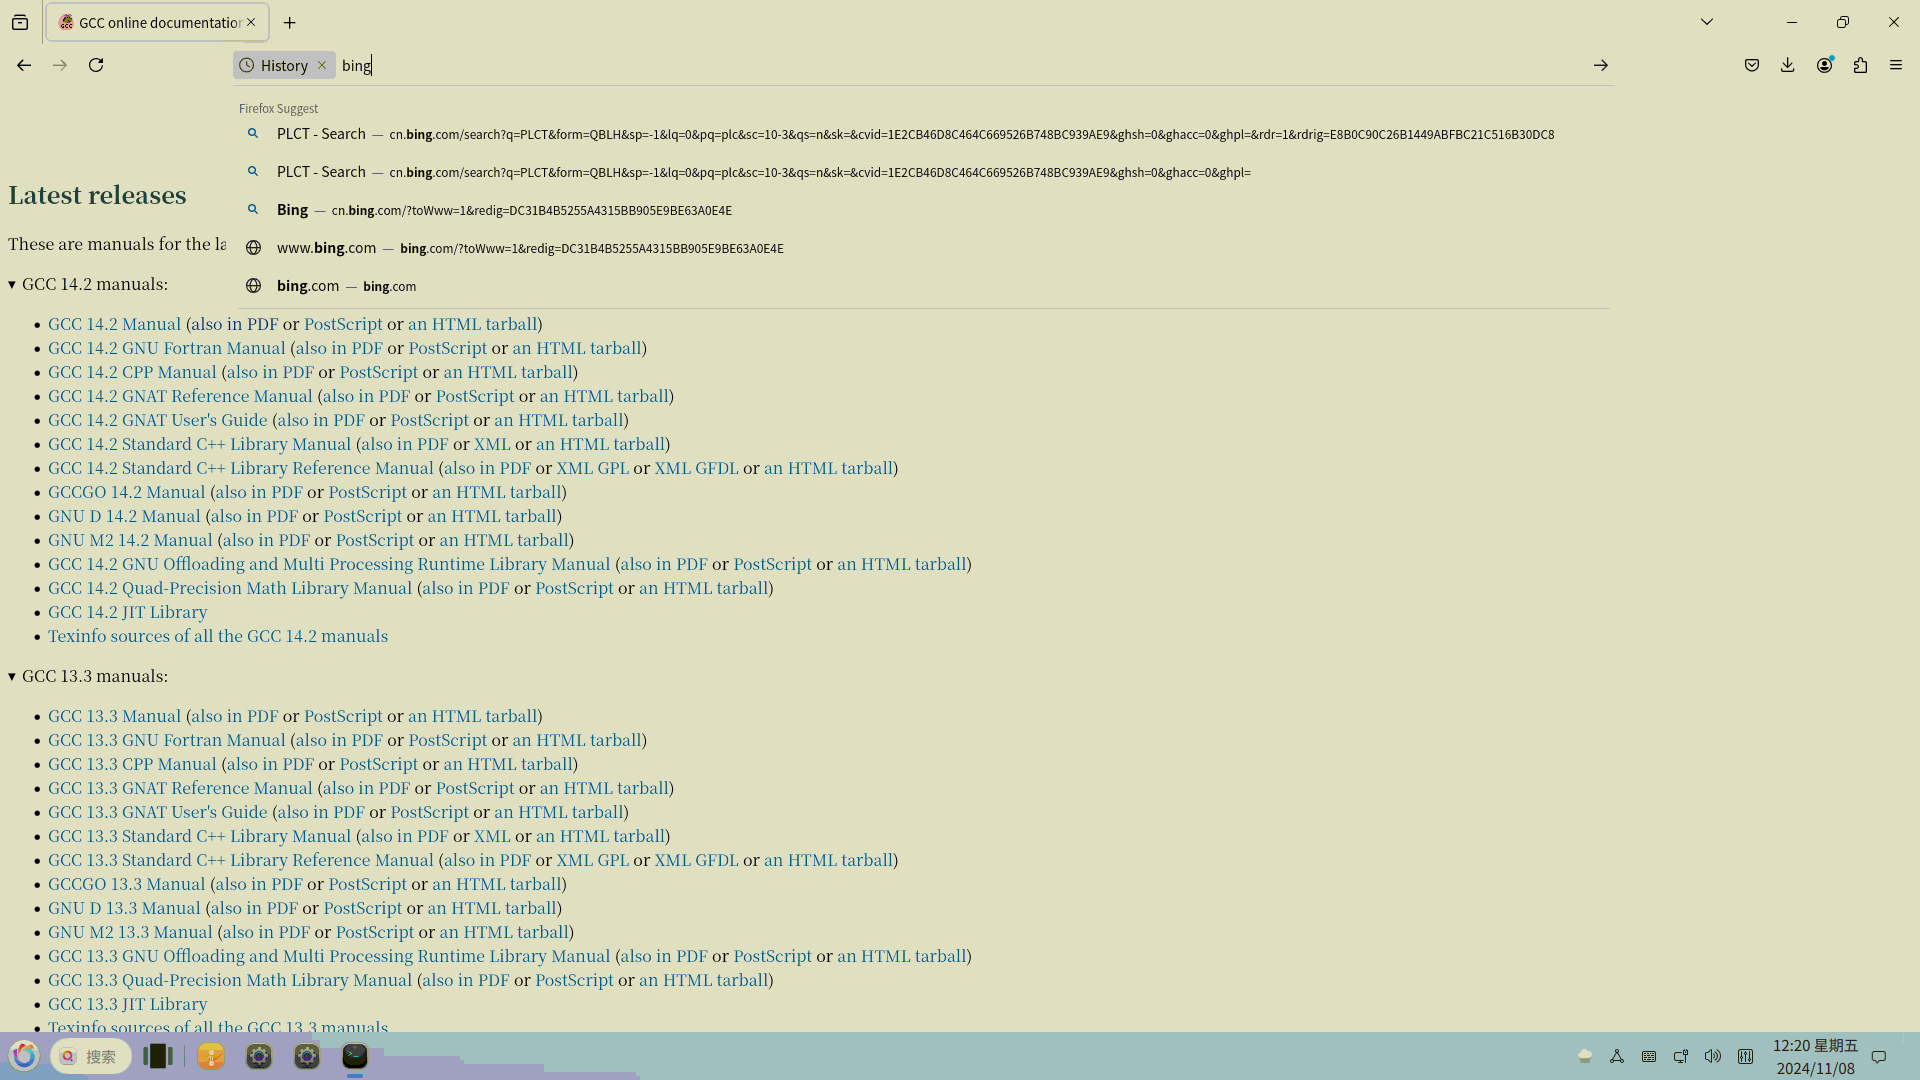 GCC online documentation
History
bing
Firefox Suggest
PLCT - Search — cn.bing.com/search?q=PLCT&form=QBLH&sp=-1&lq=0&pq=plc&sc=10-3&qs=n&sk=&cvid=1E2CB46D8C464C669526B748BC939AE9&ghsh=0&ghacc=0&ghpl=&rdr=1&rdrig=E8B0C90C26B1449ABFBC21C516B30DC8
PLCT - Search — cn.bing.com/search?q=PLCT&form=QBLH&sp=-1&lq=0&pq=plc&sc=10-3&qs=n&sk=&cvid=1E2CB46D8C464C669526B748BC939AE9&ghsh=0&ghacc=0&ghpl=
Bing — cn.bing.com/?toWww=1&redig=DC31B4B5255A4315BB905E9BE63A0E4E
www.bing.com — bing.com/?toWww=1&redig=DC31B4B5255A4315BB905E9BE63A0E4E
bing.com — bing.com
Latest releases
These are manuals for the la
GCC 14.2 manuals:
GCC 14.2 Manual (also in PDF or PostScript or an HTML tarball)
GCC 14.2 GNU Fortran Manual (also in PDF or PostScript or an HTML tarball)
GCC 14.2 CPP Manual (also in PDF or PostScript or an HTML tarball)
GCC 14.2 GNAT Reference Manual (also in PDF or PostScript or an HTML tarball)
GCC 14.2 GNAT User's Guide (also in PDF or PostScript or an HTML tarball)
GCC 14.2 Standard C++ Library Manual (also in PDF or XML or an HTML tarball)
GCC 14.2 Standard C++ Library Reference Manual (also in PDF or XML GPL or XML GFDL or an HTML tarball)
GCCGO 14.2 Manual (also in PDF or PostScript or an HTML tarball)
GNU D 14.2 Manual (also in PDF or PostScript or an HTML tarball)
GNU M2 14.2 Manual (also in PDF or PostScript or an HTML tarball)
GCC 14.2 GNU Offloading and Multi Processing Runtime Library Manual (also in PDF or PostScript or an HTML tarball)
GCC 14.2 Quad-Precision Math Library Manual (also in PDF or PostScript or an HTML tarball)
GCC 14.2 JIT Library
Texinfo sources of all the GCC 14.2 manuals
GCC 13.3 manuals:
GCC 13.3 Manual (also in PDF or PostScript or an HTML tarball)
GCC 13.3 GNU Fortran Manual (also in PDF or PostScript or an HTML tarball)
GCC 13.3 CPP Manual (also in PDF or PostScript or an HTML tarball)
GCC 13.3 GNAT Reference Manual (also in PDF or PostScript or an HTML tarball)
GCC 13.3 GNAT User's Guide (also in PDF or PostScript or an HTML tarball)
GCC 13.3 Standard C++ Library Manual (also in PDF or XML or an HTML tarball)
GCC 13.3 Standard C++ Library Reference Manual (also in PDF or XML GPL or XML GFDL or an HTML tarball)
GCCGO 13.3 Manual (also in PDF or PostScript or an HTML tarball)
GNU D 13.3 Manual (also in PDF or PostScript or an HTML tarball)
GNU M2 13.3 Manual (also in PDF or PostScript or an HTML tarball)
GCC 13.3 GNU Offloading and Multi Processing Runtime Library Manual (also in PDF or PostScript or an HTML tarball)
GCC 13.3 Quad-Precision Math Library Manual (also in PDF or PostScript or an HTML tarball)
GCC 13.3 JIT Library
Texinfo sources of all the GCC 13.3 manuals
搜索
12:20 星期五
2024/11/08